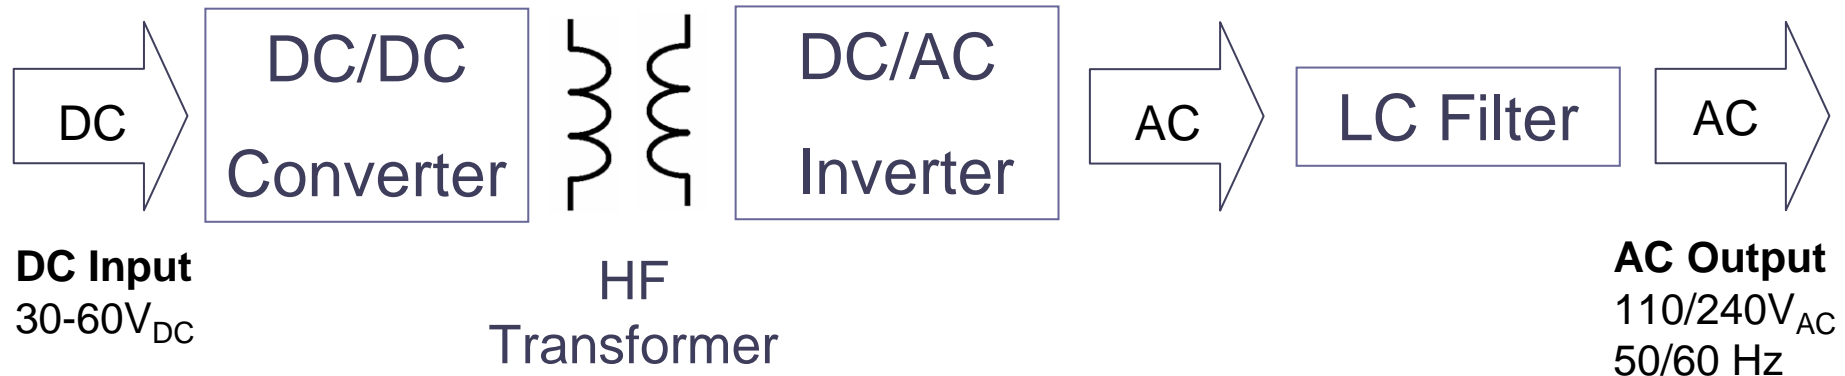 DC
DC/DC
Converter
DC/AC
Inverter
AC
LC Filter
AC
DC Input
30-60VDC
HF
Transformer
AC Output
110/240VAC
50/60 Hz